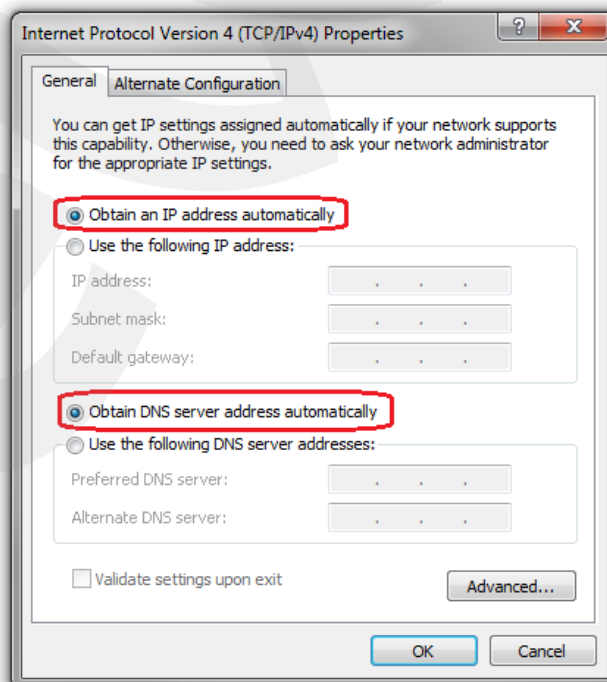 Internet Protocol Version 4 (TCP/IPv4) Properties
?
General
Alternate Configuration
You can get IP settings assigned automatically if your network supports
this capability. Otherwise, you need to ask your network administrator
for the appropriate IP settings.
Obtain an IP address automatically
Use the following IP address:
IP address:
Subnet mask:
Default gateway:
Obtain DNS server address automatically
Use the following DNS server addresses:
Preferred DNS server:
Alternate DNS server:
Validate settings upon exit
Advanced...
OK
Cancel